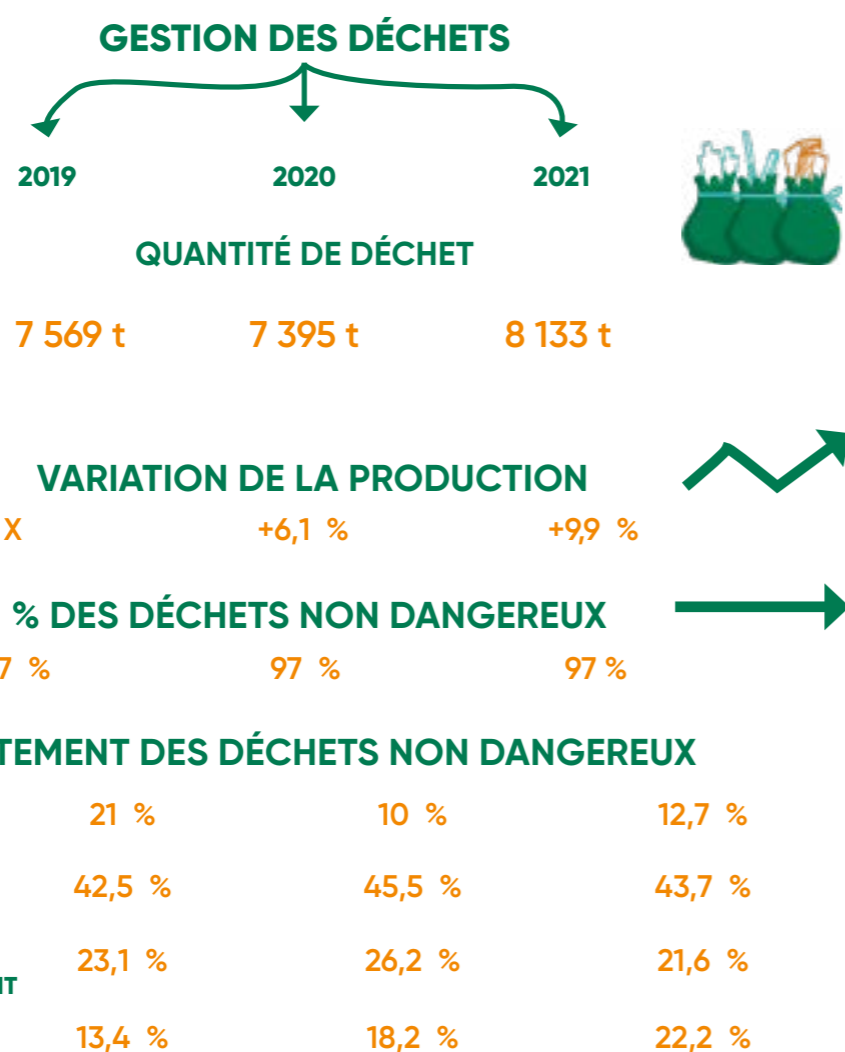 GESTION DES DÉCHETS
2019 2020 2021
QUANTITÉ DE DÉCHET
7 569 t 7 395 t 8 133 t
VARIATION DE LA PRODUCTION
X +6,1 % +9,9 %
% DES DÉCHETS NON DANGEREUX
7 % 97 % 97 %
TEMENT DES DÉCHETS NON DANGEREUX
21 % 10 % 12,7 %
42,5 % 45,5 % 43,7 %
23,1 % 26,2 % 21,6 %
IT
13,4 % 18,2 % 22,2 %